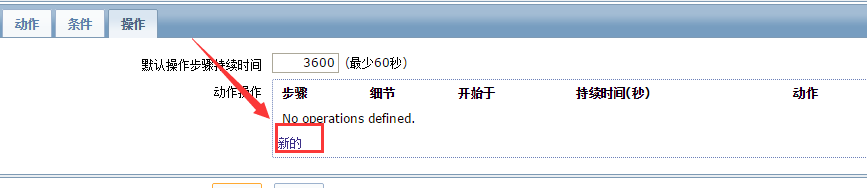 动作 条件 操作
默认操作步骤持续时间 3600 (最少60秒)
动作操作 步骤 细节 开始于 持续时间(秒) 动作
No operations defined.
新的